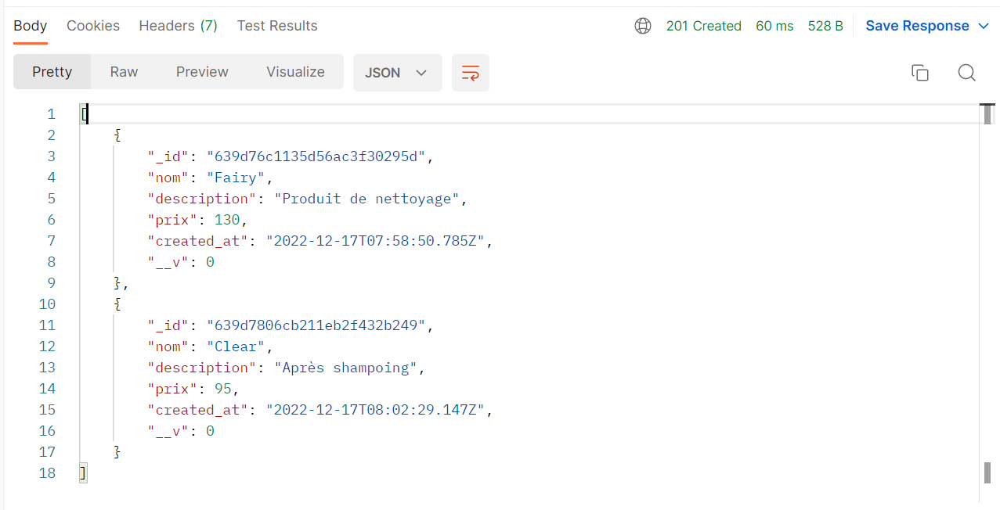 Body Cookies Headers (7) Test Results 201 Created 60 ms 528 B Save Response
Pretty Raw Preview Visualize JSON
1 [
2 {
3 "_id": "639d76c1135d56ac3f30295d",
4 "nom": "Fairy",
5 "description": "Produit de nettoyage",
6 "prix": 130,
7 "created_at": "2022-12-17T07:58:50.785Z",
8 "__v": 0
9 },
10 {
11 "_id": "639d7806cb211eb2f432b249",
12 "nom": "Clear",
13 "description": "Après shampoing",
14 "prix": 95,
15 "created_at": "2022-12-17T08:02:29.147Z",
16 "__v": 0
17 }
18 ]